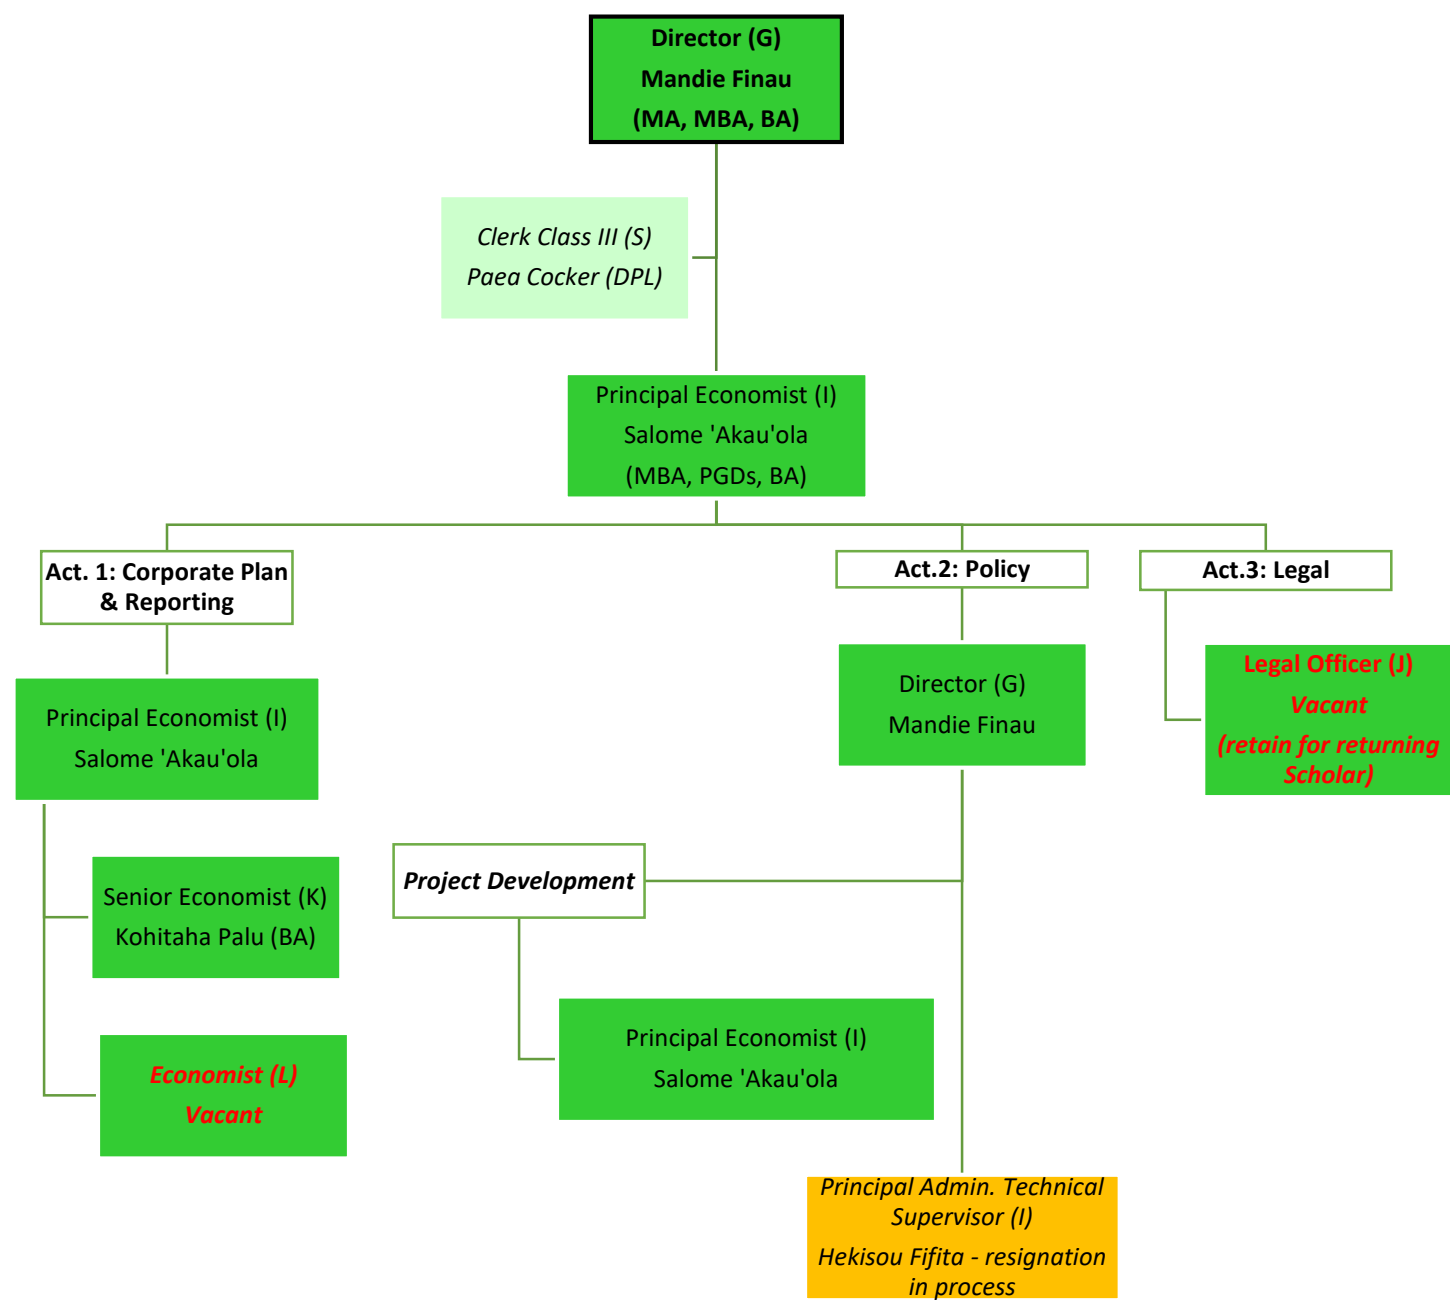 Director (G)
Mandie Finau
(MA, MBA, BA)
Clerk Class III (S)
Paea Cocker (DPL)
Principal Economist (I)
Salome 'Akau'ola
(MBA, PGDs, BA)
Act. 1: Corporate Plan
& Reporting
Act.2: Policy
Act.3: Legal
Principal Economist (I)
Salome 'Akau'ola
Director (G)
Mandie Finau
Legal Officer (J)
Vacant
(retain for returning
Scholar)
Senior Economist (K)
Kohitaha Palu (BA)
Project Development
Economist (L)
Vacant
Principal Economist (I)
Salome 'Akau'ola
Principal Admin. Technical
Supervisor (I)
Hekisou Fifita - resignation
in process